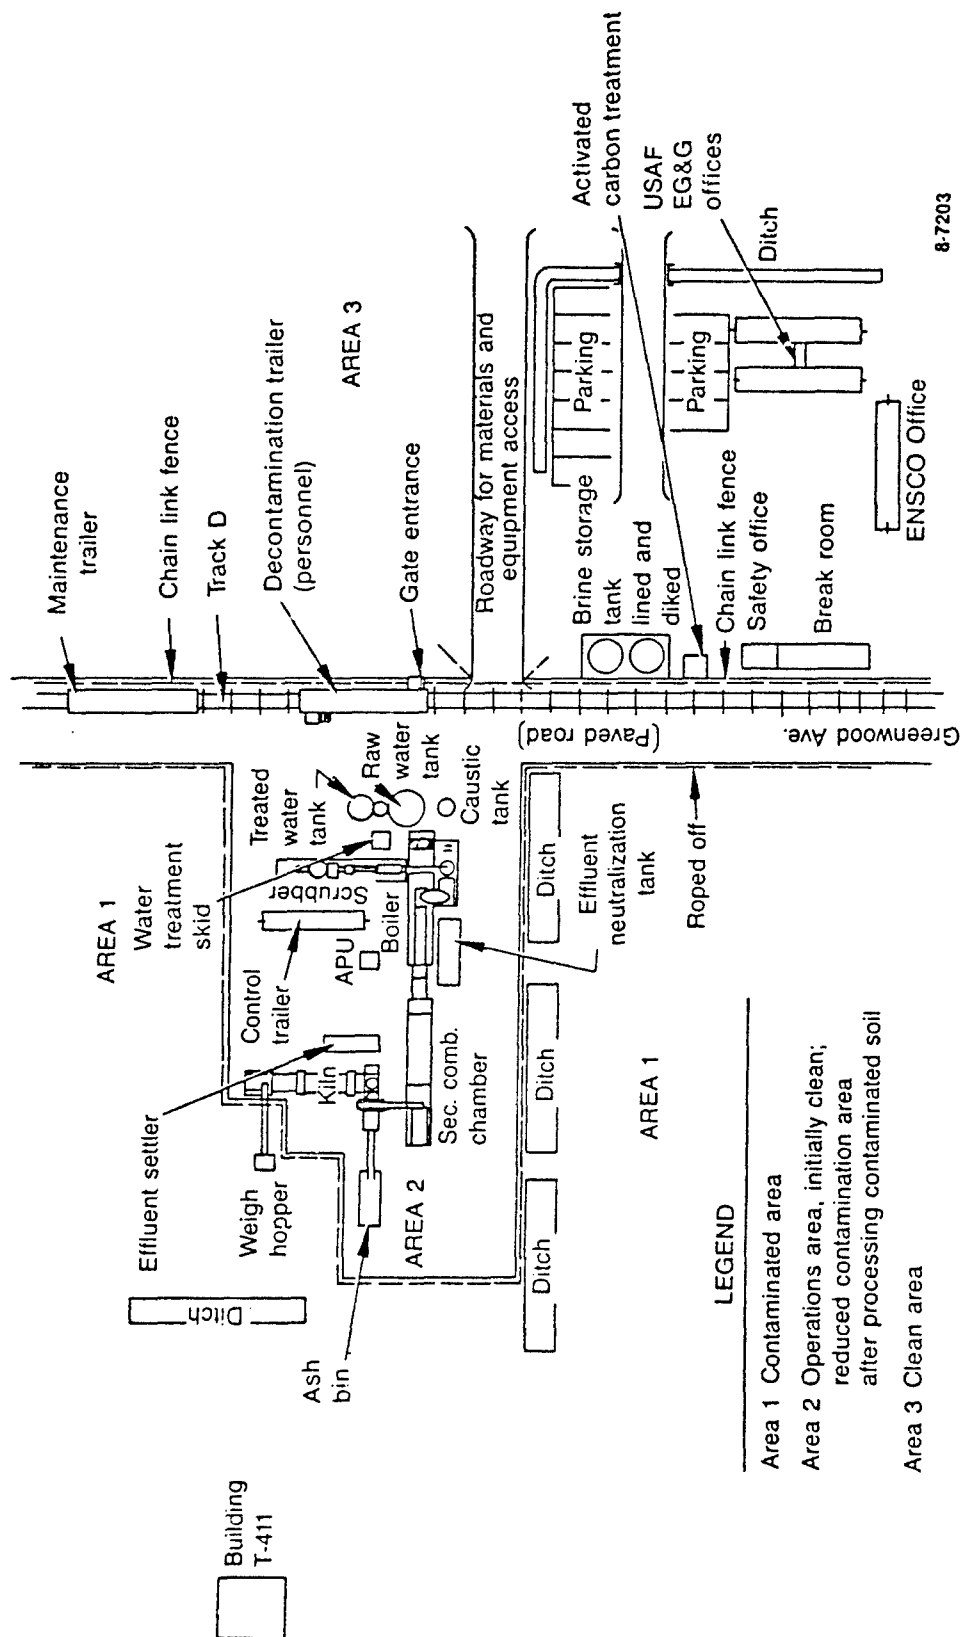 Building
T-411
Ditch
Ash
bin
Effluent settler
Weigh
hopper
AREA 2
Kiln
Sec. comb.
chamber
Control
trailer
APU
Boiler
Scrubber
AREA 1
Water
treatment
skid
Treated
water
tank
Raw
water
tank
Caustic
tank
Ditch
Ditch
Ditch
Effluent
neutralization
tank
AREA 1
Roped off
(Paved road)
Greenwood Ave.
Maintenance
trailer
Chain link fence
Track D
Decontamination trailer
(personnel)
Gate entrance
AREA 3
Roadway for materials and
equipment access
Brine storage
tank
lined and
diked
Parking
Parking
Activated
carbon treatment
USAF
EG&G
offices
Ditch
Chain link fence
Safety office
Break room
ENSCO Office
LEGEND
Area 1 Contaminated area
Area 2 Operations area, initially clean;
reduced contamination area
after processing contaminated soil
Area 3 Clean area
8-7203